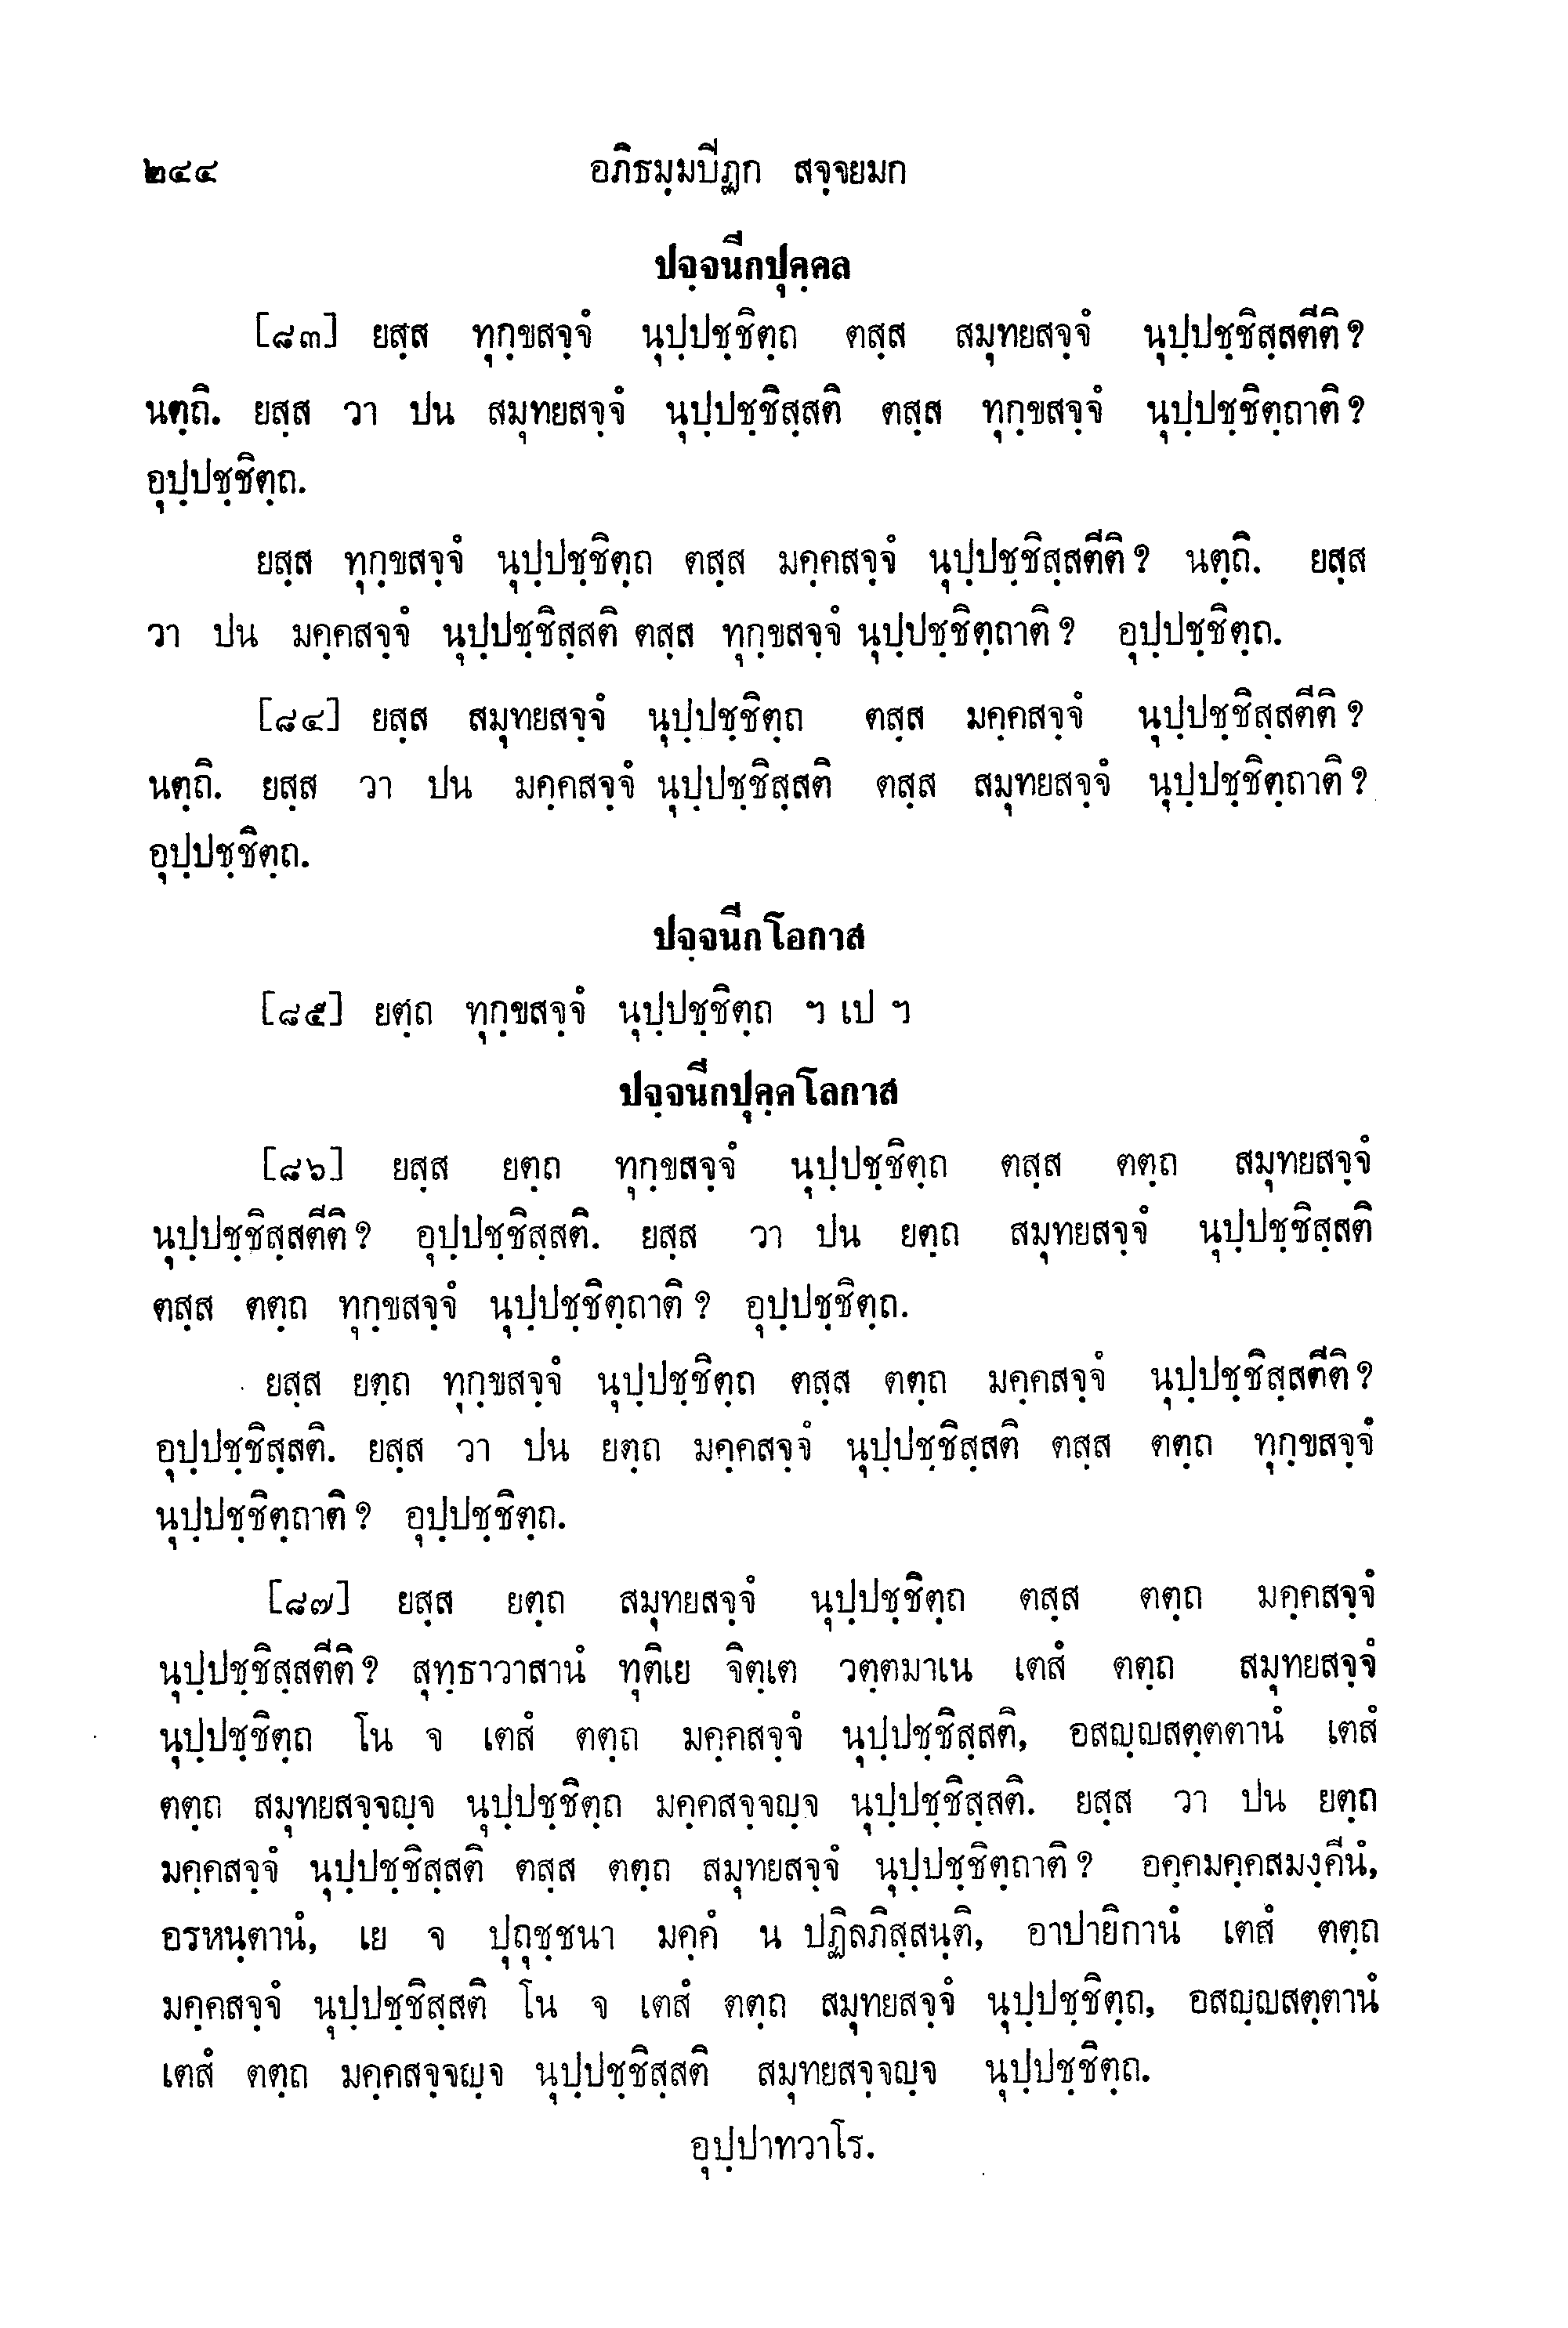 ๒๔๔ อภิธมฺมปีฏก สจฺจยมก
ปจฺจนีกปุคฺคล
[๘๓] ยสฺส ทุกฺขสจฺจํ นุปฺปชฺชิตฺถ ตสฺส สมุทยสจฺจํ นุปฺปชฺชิสฺสตีติ ?
นตฺถิ. ยสฺส วา ปน สมุทยสจฺจํ นุปฺปชฺชิสฺสติ ตสฺส ทุกฺขสจฺจํ นุปฺปชฺชิตฺถาติ ?
อุปฺปชฺชิตฺถ.
ยสฺส ทุกฺขสจฺจํ นุปฺปชฺชิตฺถ ตสฺส มคฺคสจฺจํ นุปฺปชฺชิสฺสตีติ ? นตฺถิ. ยสฺส
วา ปน มคฺคสจฺจํ นุปฺปชฺชิสฺสติ ตสฺส ทุกฺขสจฺจํ นุปฺปชฺชิตฺถาติ ? อุปฺปชฺชิตฺถ.
[๘๔] ยสฺส สมุทยสจฺจํ นุปฺปชฺชิตฺถ ตสฺส มคฺคสจฺจํ นุปฺปชฺชิสฺสตีติ ?
นตฺถิ. ยสฺส วา ปน มคฺคสจฺจํ นุปฺปชฺชิสฺสติ ตสฺส สมุทยสจฺจํ นุปฺปชฺชิตฺถาติ ?
อุปฺปชฺชิตฺถ.
ปจฺจนีกโอกาส
[๘๕] ยตฺถ ทุกฺขสจฺจํ นุปฺปชฺชิตฺถ ฯ เป ฯ
ปจฺจนีกปุคฺคโลกาส
[๘๖] ยสฺส ยตฺถ ทุกฺขสจฺจํ นุปฺปชฺชิตฺถ ตสฺส ตตฺถ สมุทยสจฺจํ
นุปฺปชฺชิสฺสตีติ ? อุปฺปชฺชิสฺสติ. ยสฺส วา ปน ยตฺถ สมุทยสจฺจํ นุปฺปชฺชิสฺสติ
ตสฺส ตตฺถ ทุกฺขสจฺจํ นุปฺปชฺชิตฺถาติ ? อุปฺปชฺชิตฺถ.
ยสฺส ยตฺถ ทุกฺขสจฺจํ นุปฺปชฺชิตฺถ ตสฺส ตตฺถ มคฺคสจฺจํ นุปฺปชฺชิสฺสตีติ ?
อุปฺปชฺชิสฺสติ. ยสฺส วา ปน ยตฺถ มคฺคสจฺจํ นุปฺปชฺชิสฺสติ ตสฺส ตตฺถ ทุกฺขสจฺจํ
นุปฺปชฺชิตฺถาติ ? อุปฺปชฺชิตฺถ.
[๘๗] ยสฺส ยตฺถ สมุทยสจฺจํ นุปฺปชฺชิตฺถ ตสฺส ตตฺถ มคฺคสจฺจํ
นุปฺปชฺชิสฺสตีติ ? สุทฺธาวาสานํ ทุติเย จิตฺเต วตฺตมาเน เตสํ ตตฺถ สมุทยสจฺจํ
นุปฺปชฺชิตฺถ โน จ เตสํ ตตฺถ มคฺคสจฺจํ นุปฺปชฺชิสฺสติ, อสญฺญสตฺตตานํ เตสํ
ตตฺถ สมุทยสจฺจญฺจ นุปฺปชฺชิตฺถ มคฺคสจฺจญฺจ นุปฺปชฺชิสฺสติ. ยสฺส วา ปน ยตฺถ
มคฺคสจฺจํ นุปฺปชฺชิสฺสติ ตสฺส ตตฺถ สมุทยสจฺจํ นุปฺปชฺชิตฺถาติ ? อคฺคมคฺคสมงฺคีนํ,
อรหนฺตานํ, เย จ ปุถุชฺชนา มคฺคํ น ปฏิลภิสฺสนฺติ, อาปายิกานํ เตสํ ตตฺถ
มคฺคสจฺจํ นุปฺปชฺชิสฺสติ โน จ เตสํ ตตฺถ สมุทยสจฺจํ นุปฺปชฺชิตฺถ, อสญฺญสตฺตานํ
เตสํ ตตฺถ มคฺคสจฺจญฺจ นุปฺปชฺชิสฺสติ สมุทยสจฺจญฺจ นุปฺปชฺชิตฺถ.
อุปฺปาทวาโร.